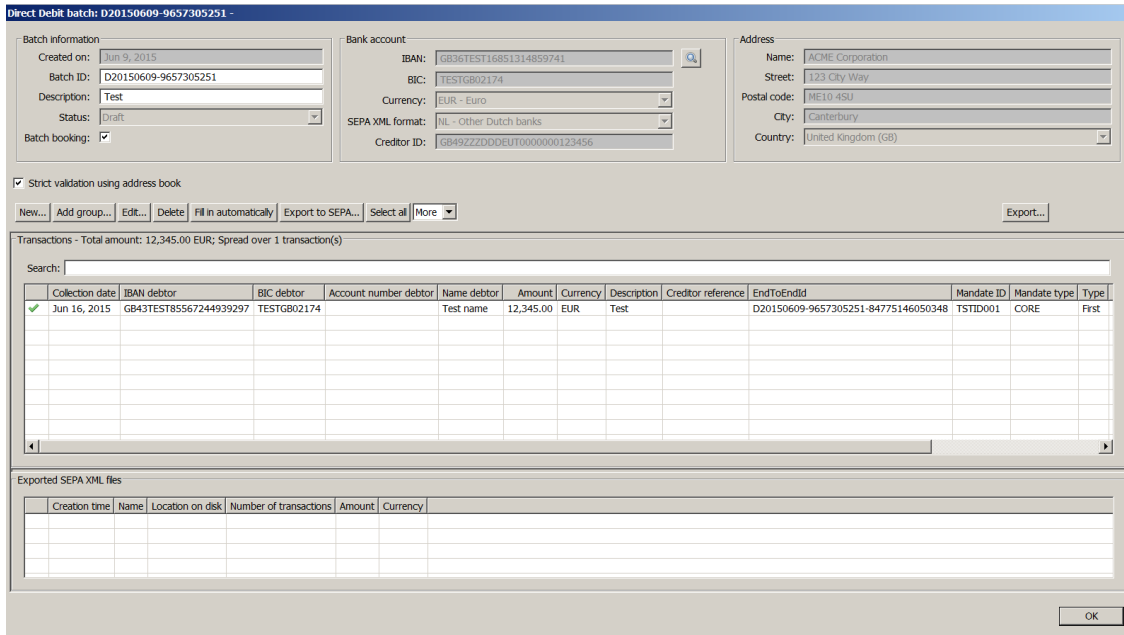 Direct Debit batch: D20150609-9657305251 -
Batch information
Created on: Jun 9, 2015
Batch ID: D20150609-9657305251
Description: Test
Status: Draft
Batch booking:
Bank account
IBAN: GB36TEST16851314859741
BIC: TESTGB02174
Currency: EUR - Euro
SEPA XML format: NL - Other Dutch banks
Creditor ID: GB49ZZZDDDEUT0000000123456
Address
Name: ACME Corporation
Street: 123 City Way
Postal code: ME10 4SU
City: Canterbury
Country: United Kingdom (GB)
Strict validation using address book
New... Add group... Edit... Delete Fill in automatically Export to SEPA... Select all More Export...
Transactions - Total amount: 12,345.00 EUR; Spread over 1 transaction(s)
Search:
Collection date IBAN debtor BIC debtor Account number debtor Name debtor Amount Currency Description Creditor reference EndToEndId Mandate ID Mandate type Type
Jun 16, 2015 GB43TEST85567244939297 TESTGB02174 Test name 12,345.00 EUR Test D20150609-9657305251-84775146050348 TSTID001 CORE First
Exported SEPA XML files
Creation time Name Location on disk Number of transactions Amount Currency
OK